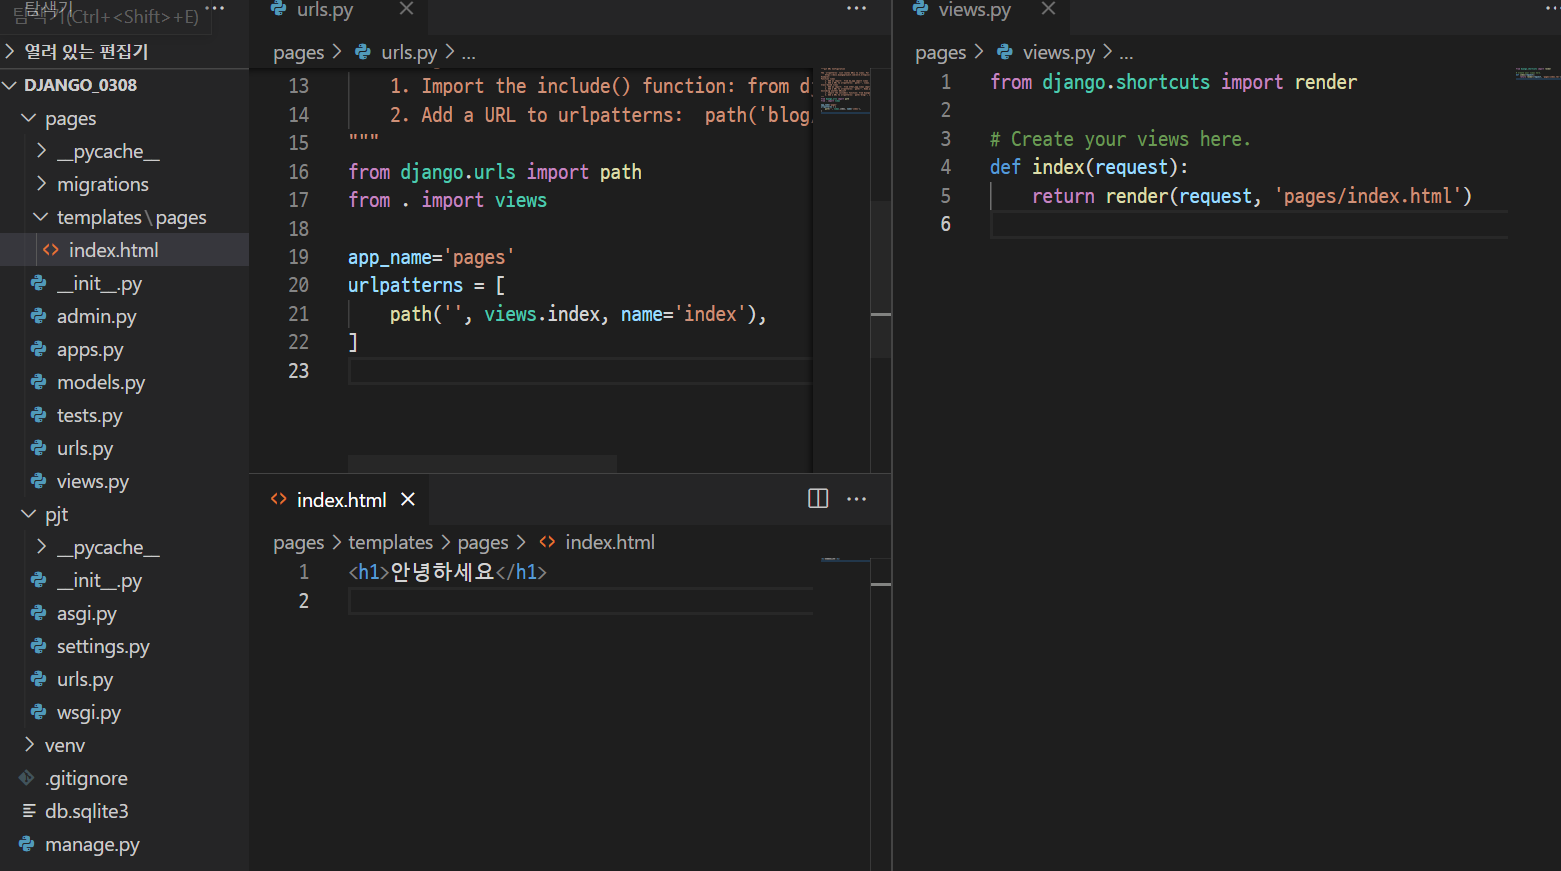 탐색기
탐색기(Ctrl+<Shift>+E)
열려 있는 편집기
DJANGO_0308
pages
__pycache__
migrations
templates\pages
index.html
__init__.py
admin.py
apps.py
models.py
tests.py
urls.py
views.py
pjt
__pycache__
__init__.py
asgi.py
settings.py
urls.py
wsgi.py
venv
.gitignore
db.sqlite3
manage.py
urls.py
pages > urls.py > ...
13 1. Import the include() function: from d
14 2. Add a URL to urlpatterns:  path('blog
15 """
16 from django.urls import path
17 from . import views
18
19 app_name='pages'
20 urlpatterns = [
21 path('', views.index, name='index'),
22 ]
23
index.html
pages > templates > pages > index.html
1 <h1>안녕하세요</h1>
2
views.py
pages > views.py > ...
1 from django.shortcuts import render
2
3 # Create your views here.
4 def index(request):
5 return render(request, 'pages/index.html')
6